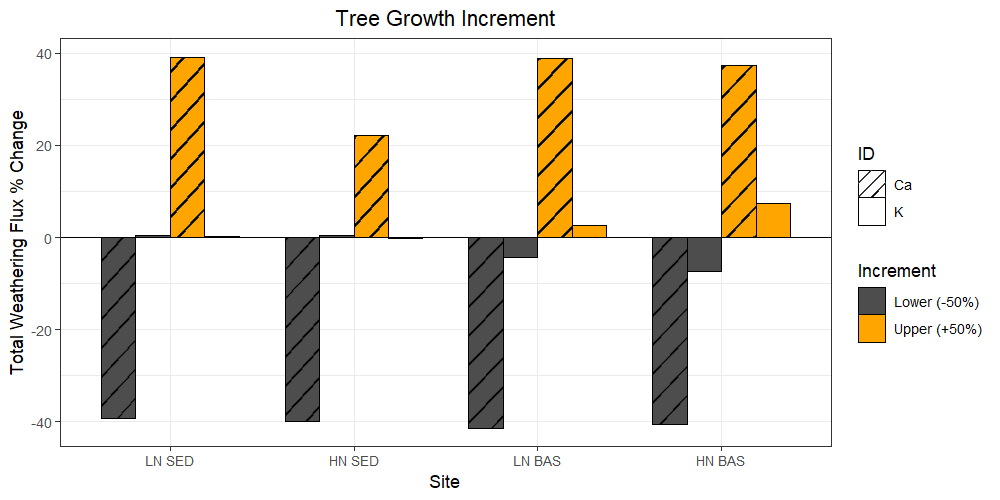 Tree Growth Increment
Total Weathering Flux % Change
40
20
0
-20
-40
LN SED
HN SED
LN BAS
HN BAS
Site
ID
Ca
K
Increment
Lower (-50%)
Upper (+50%)